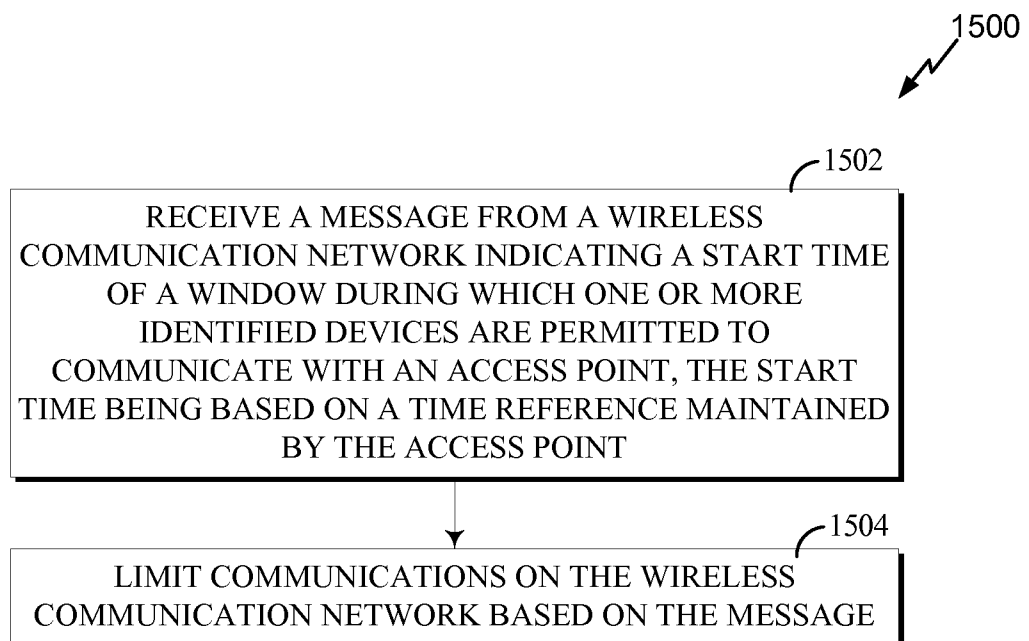 1500
1502
RECEIVE A MESSAGE FROM A WIRELESS
COMMUNICATION NETWORK INDICATING A START TIME
OF A WINDOW DURING WHICH ONE OR MORE
IDENTIFIED DEVICES ARE PERMITTED TO
COMMUNICATE WITH AN ACCESS POINT, THE START
TIME BEING BASED ON A TIME REFERENCE MAINTAINED
BY THE ACCESS POINT
1504
LIMIT COMMUNICATIONS ON THE WIRELESS
COMMUNICATION NETWORK BASED ON THE MESSAGE